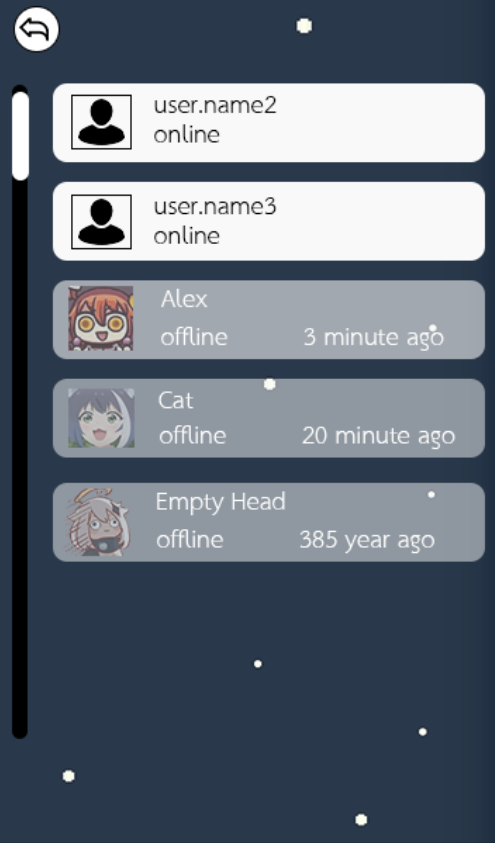 user.name2
online
user.name3
online
Alex
offline 3 minute ago
Cat
offline 20 minute ago
Empty Head
offline 385 year ago